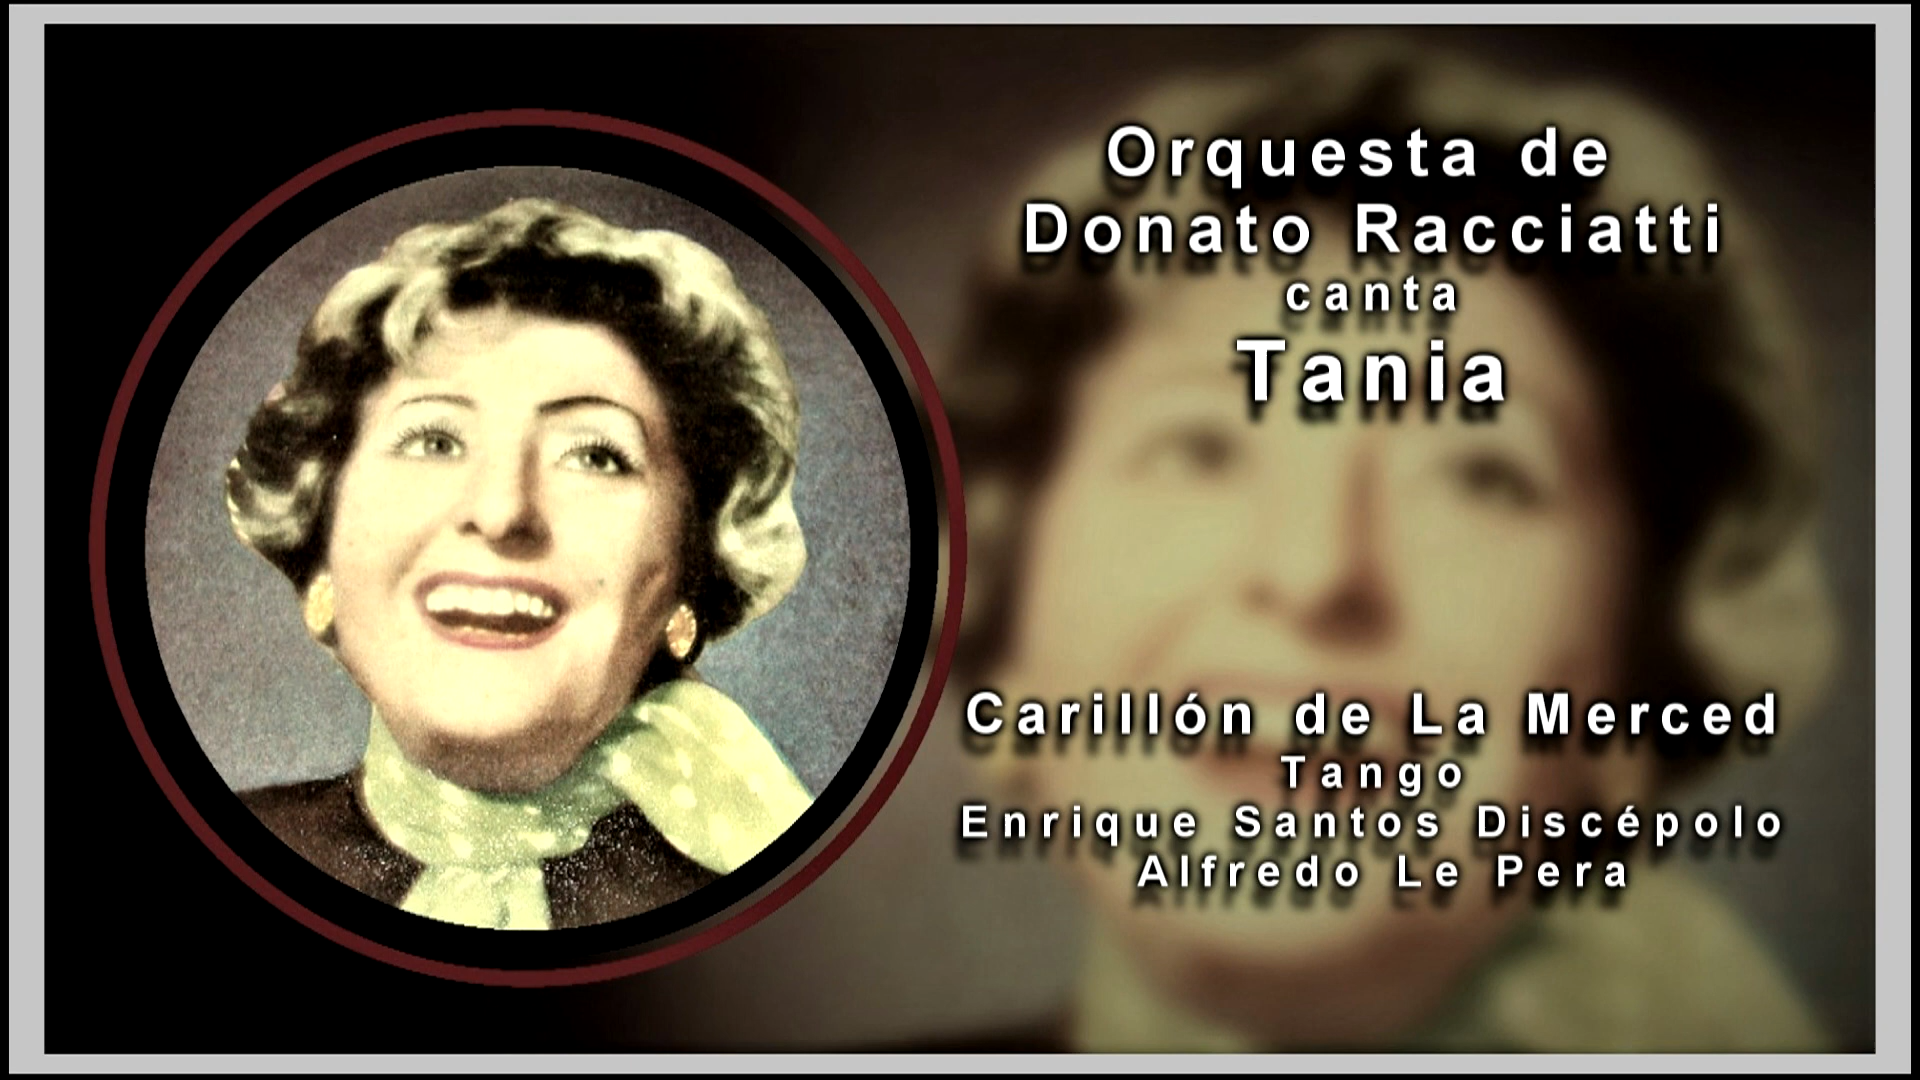 Orquesta de
Donato Racciatti
canta
Tania
Carillón de La Merced
Tango
Enrique Santos Discépolo
Alfredo Le Pera